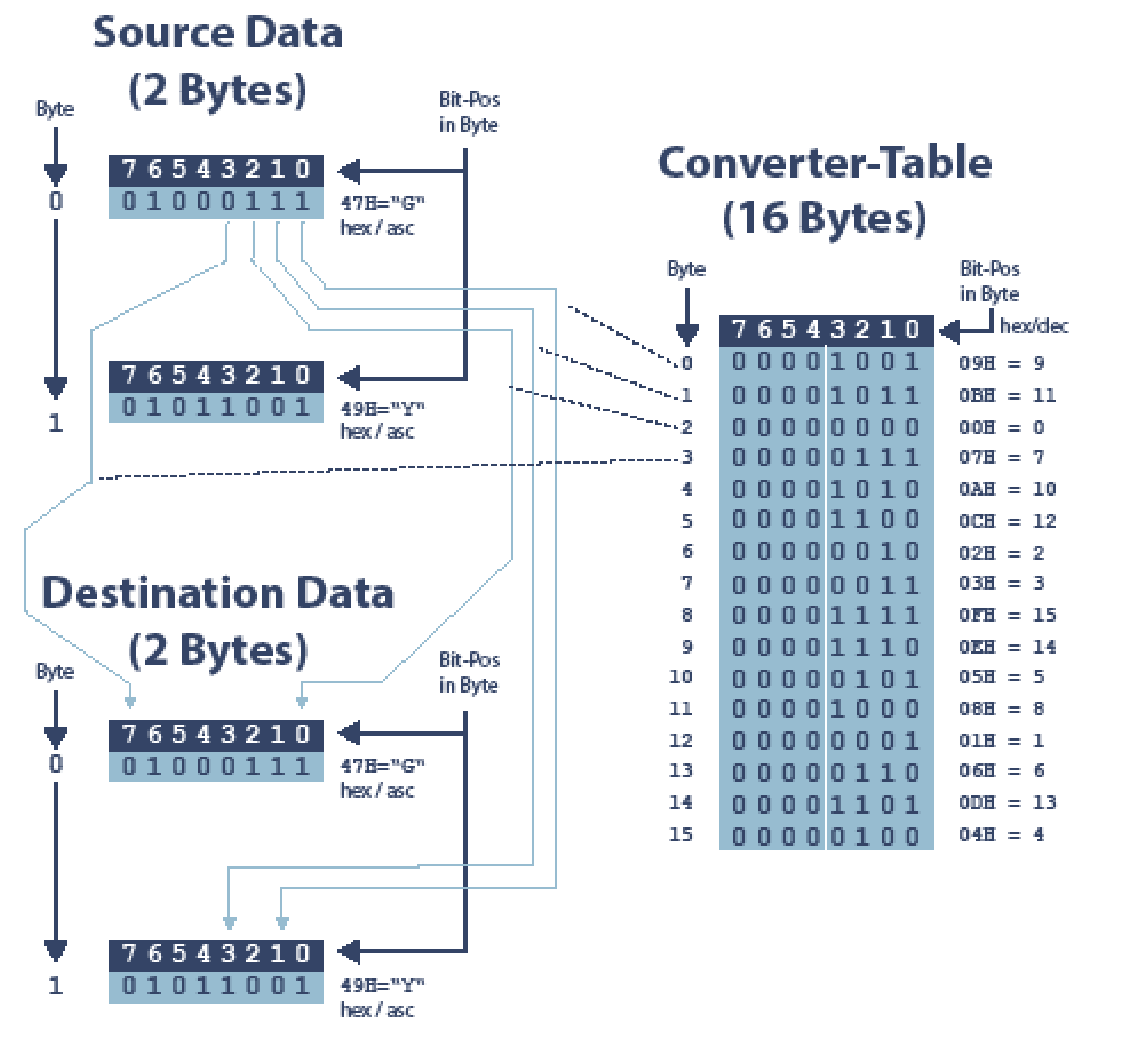 Source Data
(2 Bytes)
Byte
Bit-Pos
in Byte
7 6 5 4 3 2 1 0
0
0 1 0 0 0 1 1 1
47H="G"
hex / asc
7 6 5 4 3 2 1 0
1
0 1 0 1 1 0 0 1
49H="Y"
hex / asc
Destination Data
(2 Bytes)
Byte
Bit-Pos
in Byte
7 6 5 4 3 2 1 0
0
0 1 0 0 0 1 1 1
47H="G"
hex / asc
7 6 5 4 3 2 1 0
1
0 1 0 1 1 0 0 1
49H="Y"
hex / asc
Converter-Table
(16 Bytes)
Byte
Bit-Pos
in Byte
hex/dec
7 6 5 4 3 2 1 0
0 0 0 0 0 1 0 0 1 09H = 9
1 0 0 0 0 1 0 1 1 0BH = 11
2 0 0 0 0 0 0 0 0 00H = 0
3 0 0 0 0 0 1 1 1 07H = 7
4 0 0 0 0 1 0 1 0 0AH = 10
5 0 0 0 0 1 1 0 0 0CH = 12
6 0 0 0 0 0 0 1 0 02H = 2
7 0 0 0 0 0 0 1 1 03H = 3
8 0 0 0 0 1 1 1 1 0FH = 15
9 0 0 0 0 1 1 1 0 0EH = 14
10 0 0 0 0 0 1 0 1 05H = 5
11 0 0 0 0 1 0 0 0 08H = 8
12 0 0 0 0 0 0 0 1 01H = 1
13 0 0 0 0 0 1 1 0 06H = 6
14 0 0 0 0 1 1 0 1 0DH = 13
15 0 0 0 0 0 1 0 0 04H = 4